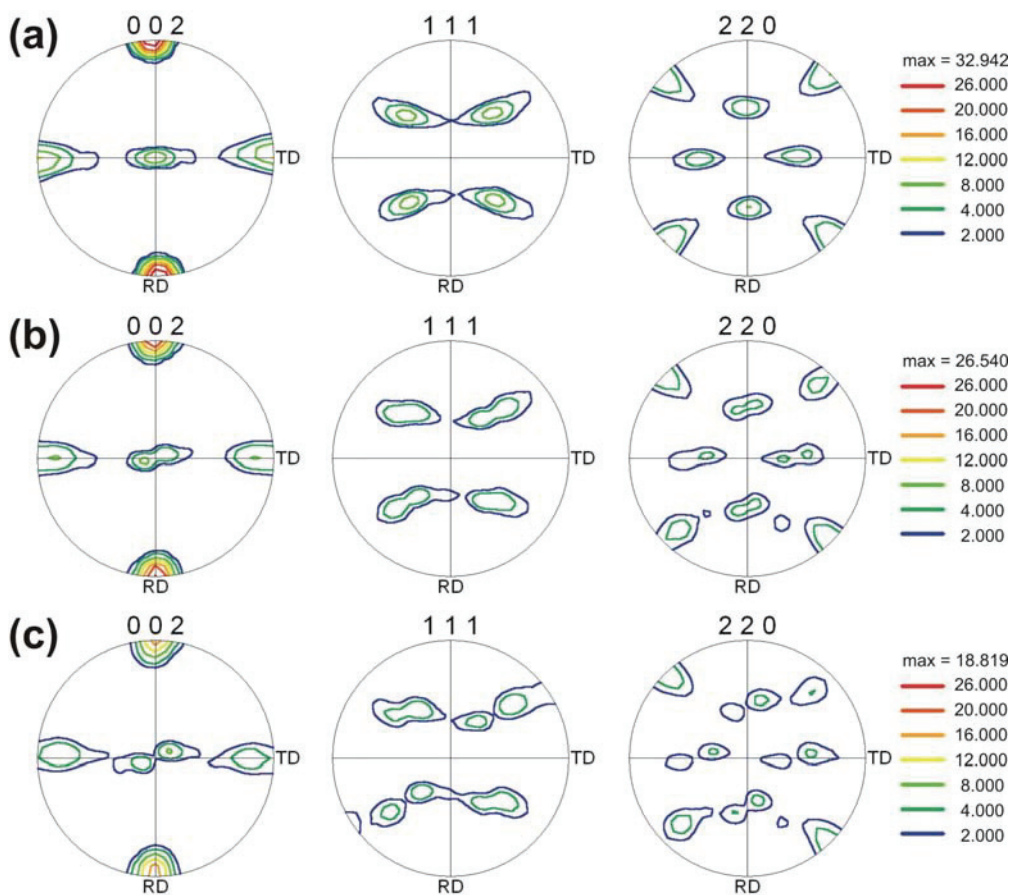 (a)
0 0 2
1 1 1
2 2 0
TD
TD
TD
RD
RD
RD
max = 32.942
26.000
20.000
16.000
12.000
8.000
4.000
2.000
(b)
0 0 2
1 1 1
2 2 0
TD
TD
TD
RD
RD
RD
max = 26.540
26.000
20.000
16.000
12.000
8.000
4.000
2.000
(c)
0 0 2
1 1 1
2 2 0
TD
TD
TD
RD
RD
RD
max = 18.819
26.000
20.000
16.000
12.000
8.000
4.000
2.000